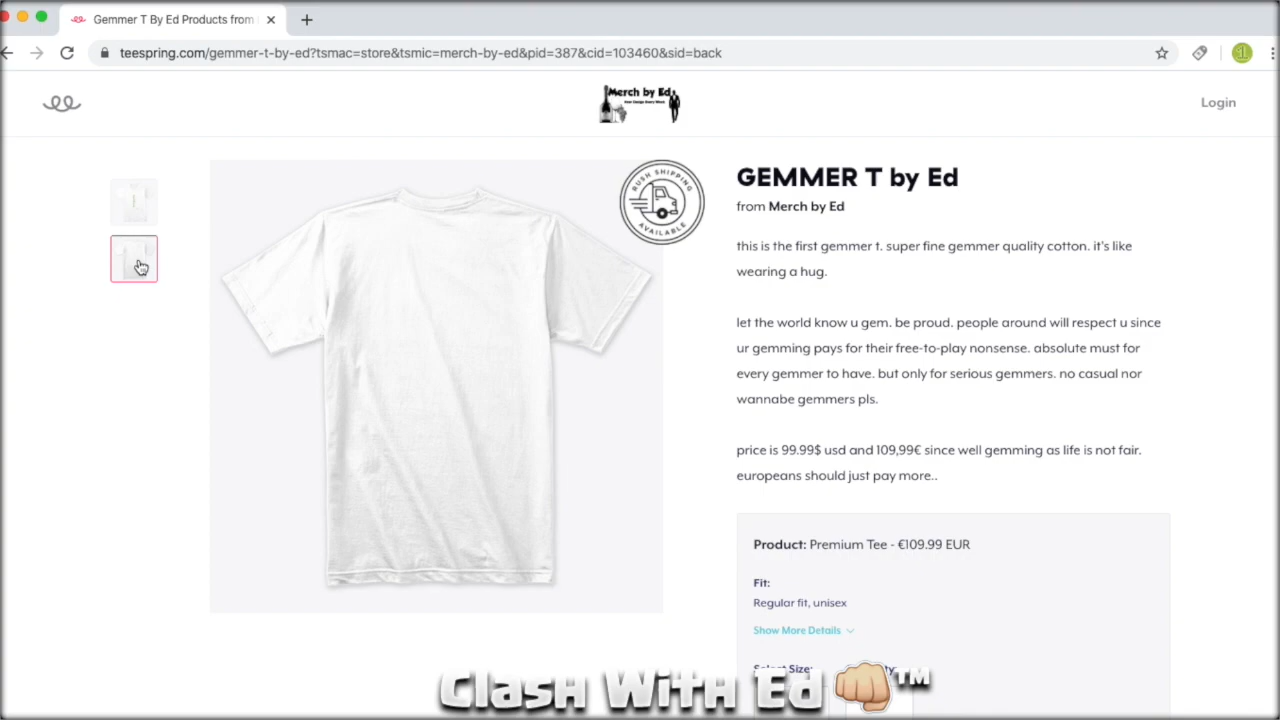 Gemmer T By Ed Products from
teespring.com/gemmer-t-by-ed?tsmac=store&tsmic=merch-by-ed&pid=387&cid=103460&sid=back
1
Merch by Ed
Login
RUSH SHIPPING
AVAILABLE
GEMMER T by Ed
from Merch by Ed
this is the first gemmer t. super fine gemmer quality cotton. it's like
wearing a hug.
let the world know u gem. be proud. people around will respect u since
ur gemming pays for their free-to-play nonsense. absolute must for
every gemmer to have. but only for serious gemmers. no casual nor
wannabe gemmers pls.
price is 99.99$ usd and 109,99€ since well gemming as life is not fair.
europeans should just pay more..
Product: Premium Tee - €109.99 EUR
Fit:
Regular fit, unisex
Show More Details
Select Size:
Clash With Ed 👊™